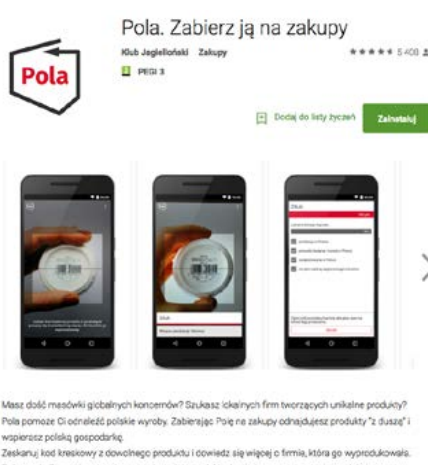 Pola. Zabierz ją na zakupy
Klub Jagielloński Zakupy
5 408
PEGI 3
Pola
Dodaj do listy życzeń
Zainstaluj
Masz dość masówki globalnych koncernów? Szukasz lokalnych firm tworzących unikalne produkty?
Pola pomoże Ci odnaleźć polskie wyroby. Zabierając Polę na zakupy odnajdujesz produkty "z duszą" i
wspierasz polską gospodarkę.
Zeskanuj kod kreskowy z dowolnego produktu i dowiedz się więcej o firmie, która go wyprodukowała.